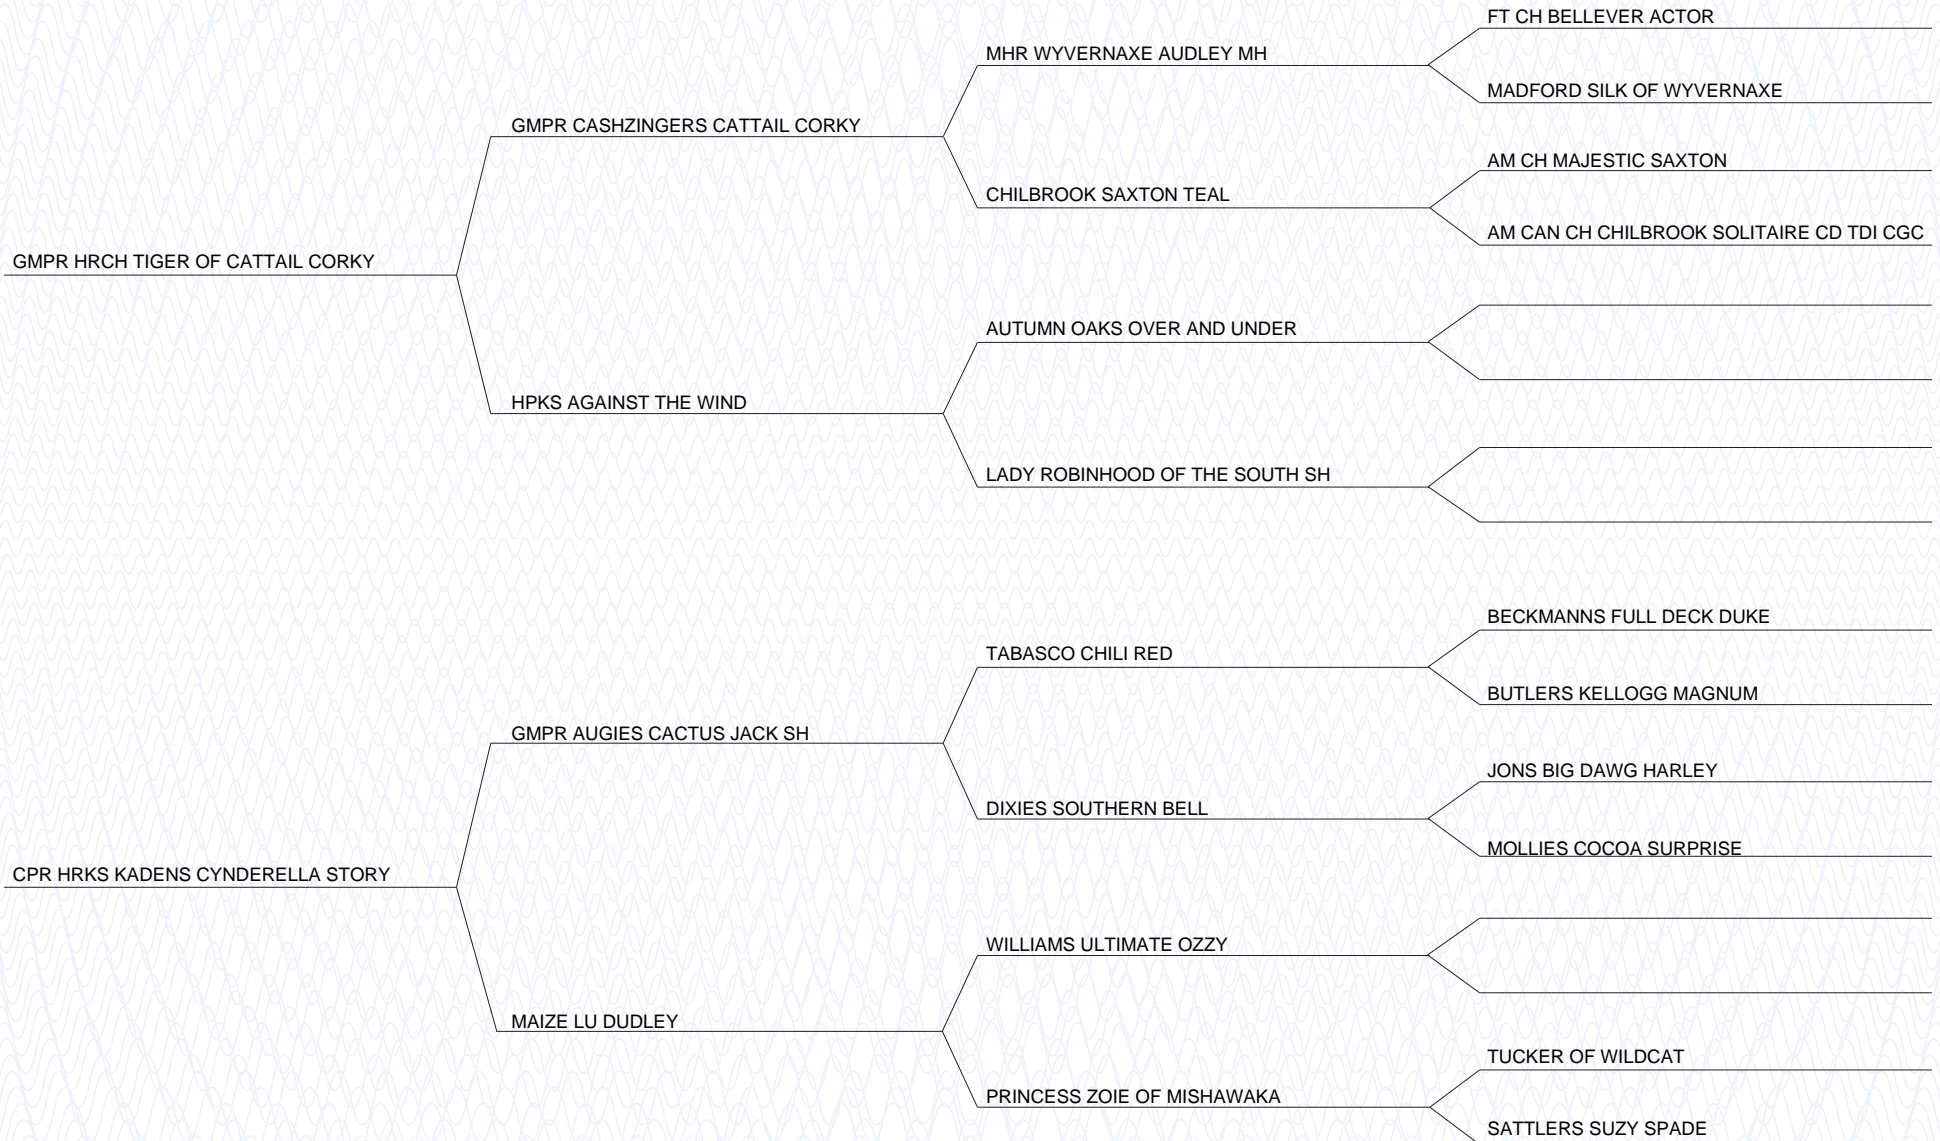 FT CH BELLEVER ACTOR
MHR WYVERNAXE AUDLEY MH
MADFORD SILK OF WYVERNAXE
GMPR CASHZINGERS CATTAIL CORKY
AM CH MAJESTIC SAXTON
CHILBROOK SAXTON TEAL
AM CAN CH CHILBROOK SOLITAIRE CD TDI CGC
GMPR HRCH TIGER OF CATTAIL CORKY
AUTUMN OAKS OVER AND UNDER
HPKS AGAINST THE WIND
LADY ROBINHOOD OF THE SOUTH SH
BECKMANNS FULL DECK DUKE
TABASCO CHILI RED
BUTLERS KELLOGG MAGNUM
GMPR AUGIES CACTUS JACK SH
JONS BIG DAWG HARLEY
DIXIES SOUTHERN BELL
MOLLIES COCOA SURPRISE
CPR HRKS KADENS CYNDERELLA STORY
WILLIAMS ULTIMATE OZZY
MAIZE LU DUDLEY
TUCKER OF WILDCAT
PRINCESS ZOIE OF MISHAWAKA
SATTLERS SUZY SPADE